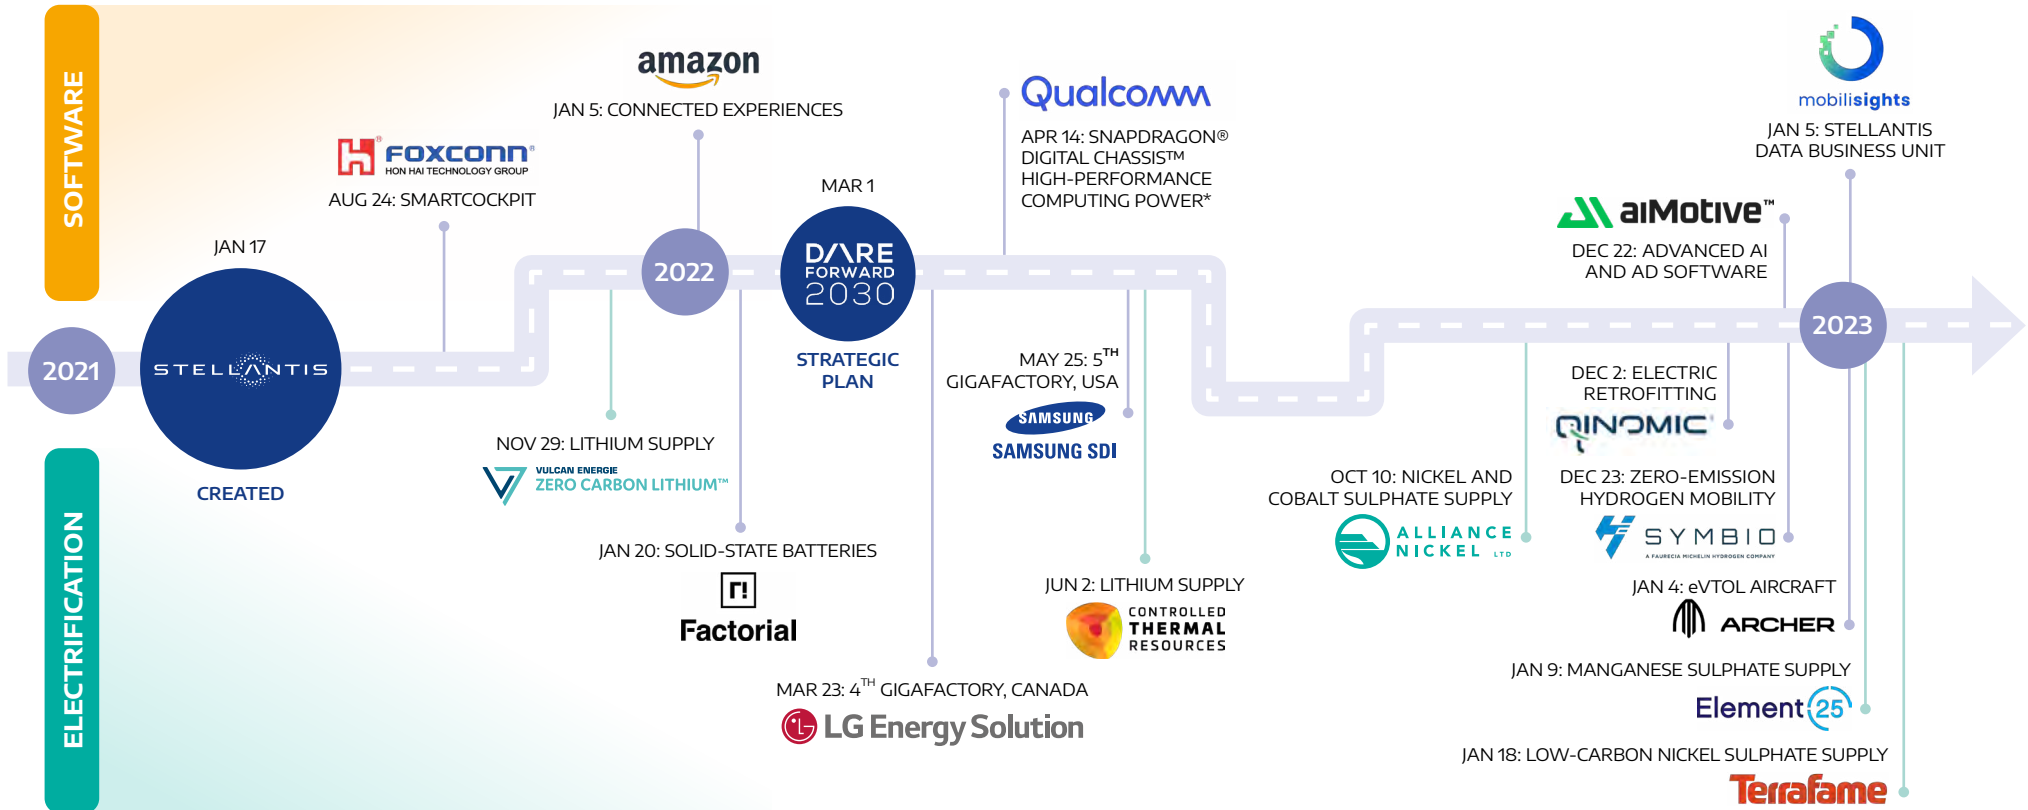 SOFTWARE
ELECTRIFICATION
2021
JAN 17
STELLANTIS
CREATED
FOXCONN®
HON HAI TECHNOLOGY GROUP
AUG 24: SMARTCOCKPIT
NOV 29: LITHIUM SUPPLY
VULCAN ENERGIE
ZERO CARBON LITHIUM™
amazon
JAN 5: CONNECTED EXPERIENCES
2022
JAN 20: SOLID-STATE BATTERIES
Factorial
MAR 1
DARE
FORWARD
2030
STRATEGIC
PLAN
MAR 23: 4TH GIGAFACTORY, CANADA
LG Energy Solution
Qualcomm
APR 14: SNAPDRAGON®
DIGITAL CHASSIS™
HIGH-PERFORMANCE
COMPUTING POWER*
MAY 25: 5TH
GIGAFACTORY, USA
SAMSUNG
SAMSUNG SDI
JUN 2: LITHIUM SUPPLY
CONTROLLED
THERMAL
RESOURCES
OCT 10: NICKEL AND
COBALT SULPHATE SUPPLY
ALLIANCE
NICKEL LTD
DEC 2: ELECTRIC
RETROFITTING
QINOMIC
aiMotive™
DEC 22: ADVANCED AI
AND AD SOFTWARE
DEC 23: ZERO-EMISSION
HYDROGEN MOBILITY
SYMBIO
A FAURECIA MICHELIN HYDROGEN COMPANY
mobilisights
JAN 5: STELLANTIS
DATA BUSINESS UNIT
2023
JAN 4: eVTOL AIRCRAFT
ARCHER
JAN 9: MANGANESE SULPHATE SUPPLY
Element 25
JAN 18: LOW-CARBON NICKEL SULPHATE SUPPLY
Terrafame